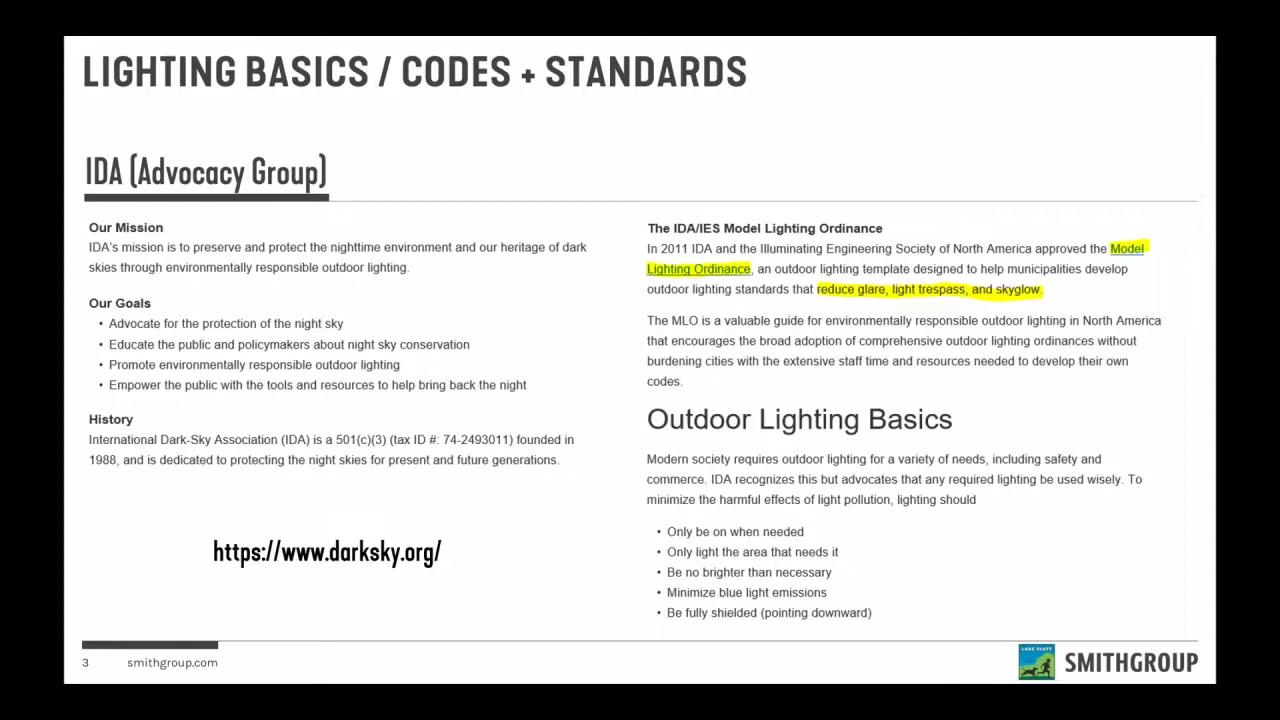 LIGHTING BASICS / CODES + STANDARDS
IDA (Advocacy Group)
Our Mission
IDA's mission is to preserve and protect the nighttime environment and our heritage of dark
skies through environmentally responsible outdoor lighting.
Our Goals
• Advocate for the protection of the night sky
• Educate the public and policymakers about night sky conservation
• Promote environmentally responsible outdoor lighting
• Empower the public with the tools and resources to help bring back the night
History
International Dark-Sky Association (IDA) is a 501(c)(3) (tax ID #: 74-2493011) founded in
1988, and is dedicated to protecting the night skies for present and future generations.
https://www.darksky.org/
The IDA/IES Model Lighting Ordinance
In 2011 IDA and the Illuminating Engineering Society of North America approved the Model
Lighting Ordinance, an outdoor lighting template designed to help municipalities develop
outdoor lighting standards that reduce glare, light trespass, and skyglow.
The MLO is a valuable guide for environmentally responsible outdoor lighting in North America
that encourages the broad adoption of comprehensive outdoor lighting ordinances without
burdening cities with the extensive staff time and resources needed to develop their own
codes.
Outdoor Lighting Basics
Modern society requires outdoor lighting for a variety of needs, including safety and
commerce. IDA recognizes this but advocates that any required lighting be used wisely. To
minimize the harmful effects of light pollution, lighting should
• Only be on when needed
• Only light the area that needs it
• Be no brighter than necessary
• Minimize blue light emissions
• Be fully shielded (pointing downward)
3 smithgroup.com
LAKE BLUFF
SMITHGROUP